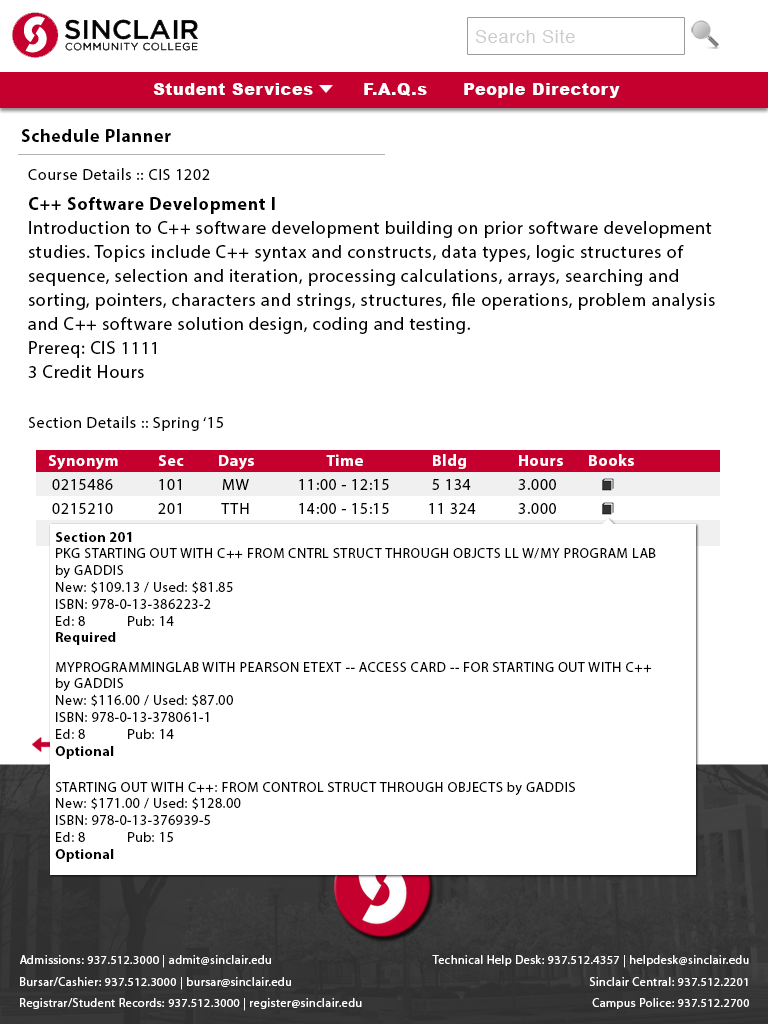 SINCLAIR
COMMUNITY COLLEGE
Search Site
Student Services F.A.Q.s People Directory
Schedule Planner
Course Details :: CIS 1202
C++ Software Development I
Introduction to C++ software development building on prior software development
studies. Topics include C++ syntax and constructs, data types, logic structures of
sequence, selection and iteration, processing calculations, arrays, searching and
sorting, pointers, characters and strings, structures, file operations, problem analysis
and C++ software solution design, coding and testing.
Prereq: CIS 1111
3 Credit Hours
Section Details :: Spring ‘15
Synonym Sec Days Time Bldg Hours Books
0215486 101 MW 11:00 - 12:15 5 134 3.000
0215210 201 TTH 14:00 - 15:15 11 324 3.000
Section 201
PKG STARTING OUT WITH C++ FROM CNTRL STRUCT THROUGH OBJCTS LL W/MY PROGRAM LAB
by GADDIS
New: $109.13 / Used: $81.85
ISBN: 978-0-13-386223-2
Ed: 8 Pub: 14
Required
MYPROGRAMMINGLAB WITH PEARSON ETEXT -- ACCESS CARD -- FOR STARTING OUT WITH C++
by GADDIS
New: $116.00 / Used: $87.00
ISBN: 978-0-13-378061-1
Ed: 8 Pub: 14
Optional
STARTING OUT WITH C++: FROM CONTROL STRUCT THROUGH OBJECTS by GADDIS
New: $171.00 / Used: $128.00
ISBN: 978-0-13-376939-5
Ed: 8 Pub: 15
Optional
Admissions: 937.512.3000 | admit@sinclair.edu Technical Help Desk: 937.512.4357 | helpdesk@sinclair.edu
Bursar/Cashier: 937.512.3000 | bursar@sinclair.edu Sinclair Central: 937.512.2201
Registrar/Student Records: 937.512.3000 | register@sinclair.edu Campus Police: 937.512.2700